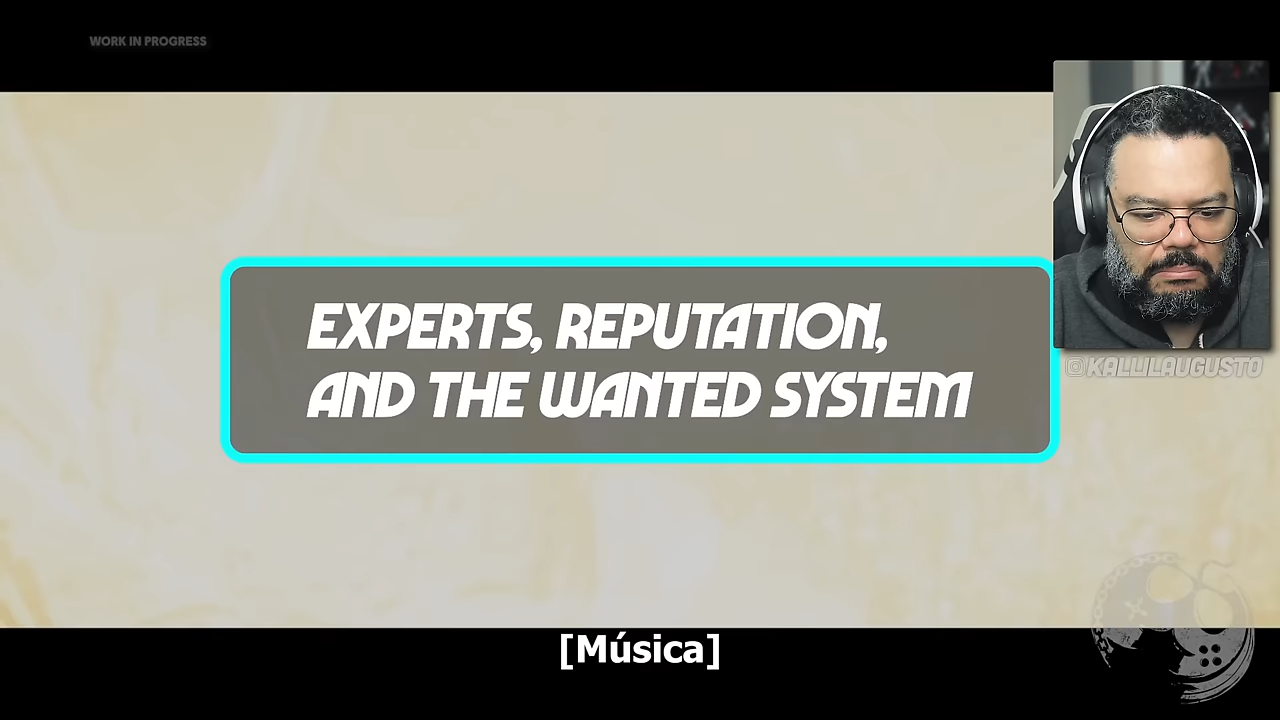 WORK IN PROGRESS
EXPERTS, REPUTATION,
AND THE WANTED SYSTEM
@KALLILAUGUSTO
[Música]